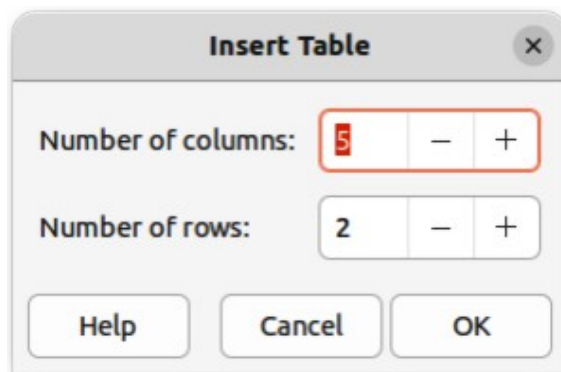 Insert Table ×
Number of columns: 5 − +
Number of rows: 2 − +
Help Cancel OK